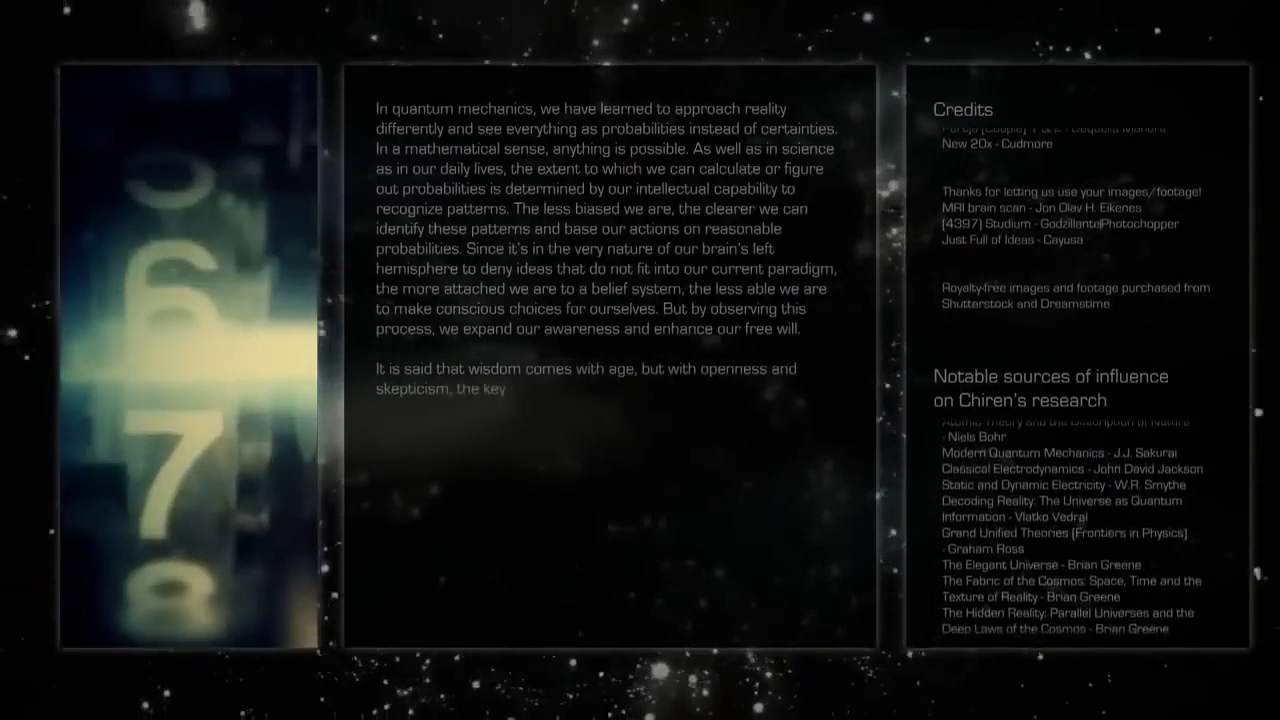 6
7
8
In quantum mechanics, we have learned to approach reality
differently and see everything as probabilities instead of certainties.
In a mathematical sense, anything is possible. As well as in science
as in our daily lives, the extent to which we can calculate or figure
out probabilities is determined by our intellectual capability to
recognize patterns. The less biased we are, the clearer we can
identify these patterns and base our actions on reasonable
probabilities. Since it's in the very nature of our brain's left
hemisphere to deny ideas that do not fit into our current paradigm,
the more attached we are to a belief system, the less able we are
to make conscious choices for ourselves. But by observing this
process, we expand our awareness and enhance our free will.
It is said that wisdom comes with age, but with openness and
skepticism, the key
Credits
New 20x - Cudmore
Thanks for letting us use your images/footage!
MRI brain scan - Jon Olav H. Eikenes
[4397] Studium - Godzillante|Photochopper
Just Full of Ideas - Cayusa
Royalty-free images and footage purchased from
Shutterstock and Dreamstime
Notable sources of influence
on Chiren's research
Atomic Theory and the Description of Nature
- Niels Bohr
Modern Quantum Mechanics - J.J. Sakurai
Classical Electrodynamics - John David Jackson
Static and Dynamic Electricity - W.R. Smythe
Decoding Reality: The Universe as Quantum
Information - Vlatko Vedral
Grand Unified Theories [Frontiers in Physics]
- Graham Ross
The Elegant Universe - Brian Greene
The Fabric of the Cosmos: Space, Time and the
Texture of Reality - Brian Greene
The Hidden Reality: Parallel Universes and the
Deep Laws of the Cosmos - Brian Greene